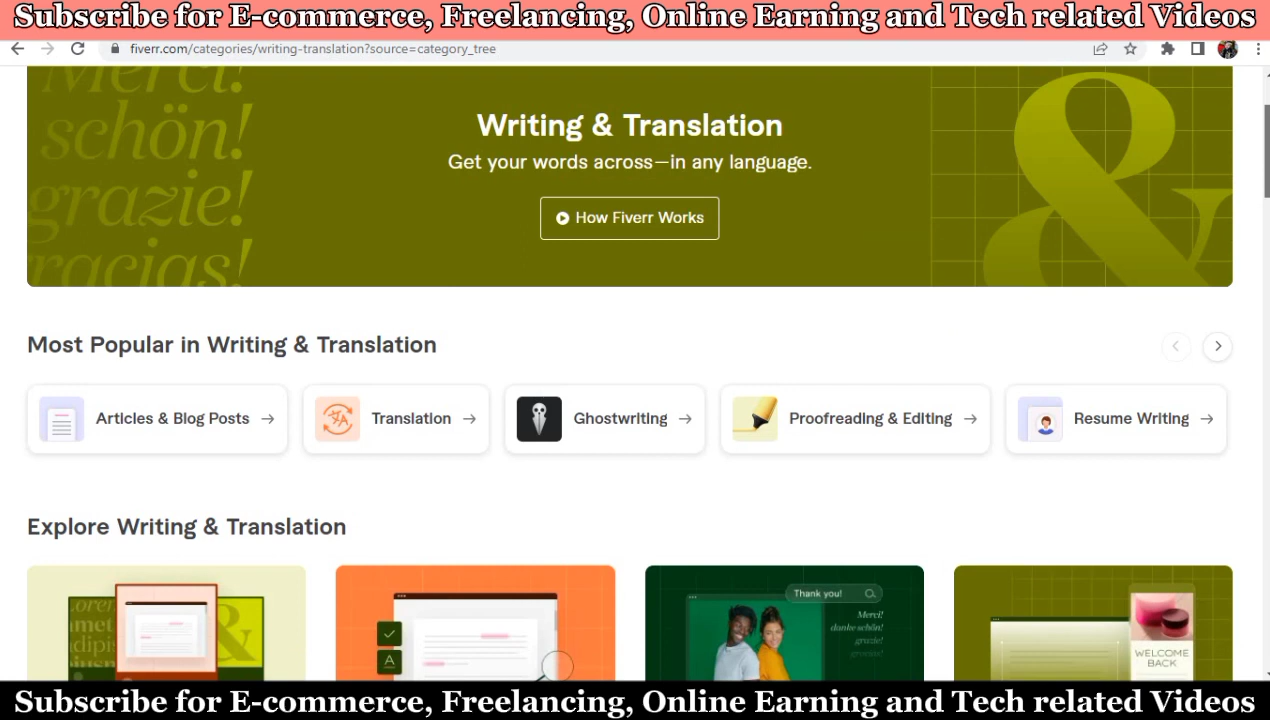 Subscribe for E-commerce, Freelancing, Online Earning and Tech related Videos
fiverr.com/categories/writing-translation?source=category_tree
Merci!
schön!
grazie!
gracias!
Writing & Translation
Get your words across—in any language.
How Fiverr Works
&
Most Popular in Writing & Translation
Articles & Blog Posts
Translation
Ghostwriting
Proofreading & Editing
Resume Writing
Explore Writing & Translation
&
A
Thank you!
Merci!
danke schön!
grazie!
gracias!
WELCOME
BACK
Subscribe for E-commerce, Freelancing, Online Earning and Tech related Videos